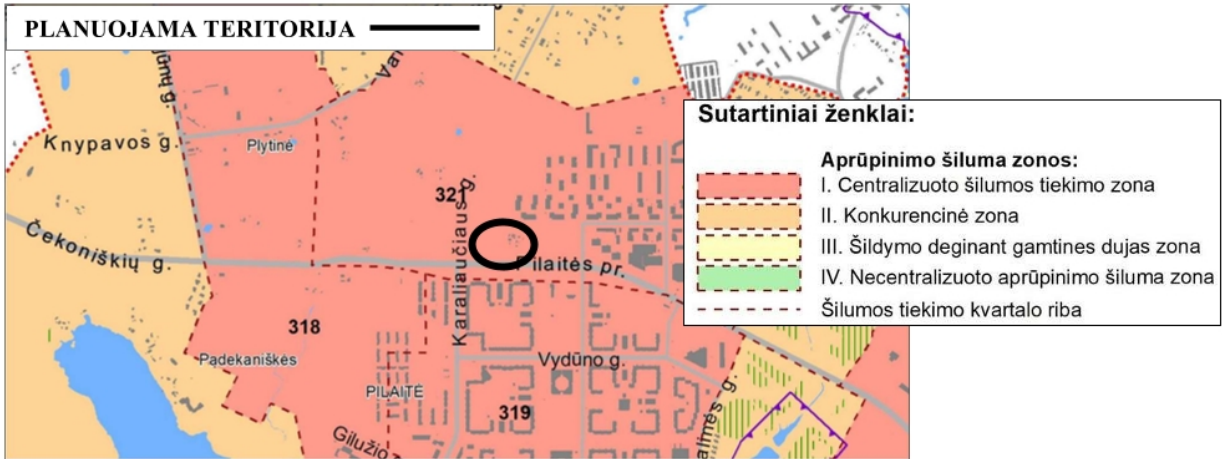 PLANUOJAMA TERITORIJA
Knypavos g.
Plytinė
Čekoniškių g.
321
Karaliaučiaus g.
Pilaitės pr.
318
Padekaniškės
Vydūno g.
PILAITĖ
319
Gilužio
Sutartiniai ženklai:
Aprūpinimo šiluma zonos:
I. Centralizuoto šilumos tiekimo zona
II. Konkurencinė zona
III. Šildymo deginant gamtines dujas zona
IV. Necentralizuoto aprūpinimo šiluma zona
Šilumos tiekimo kvartalo riba